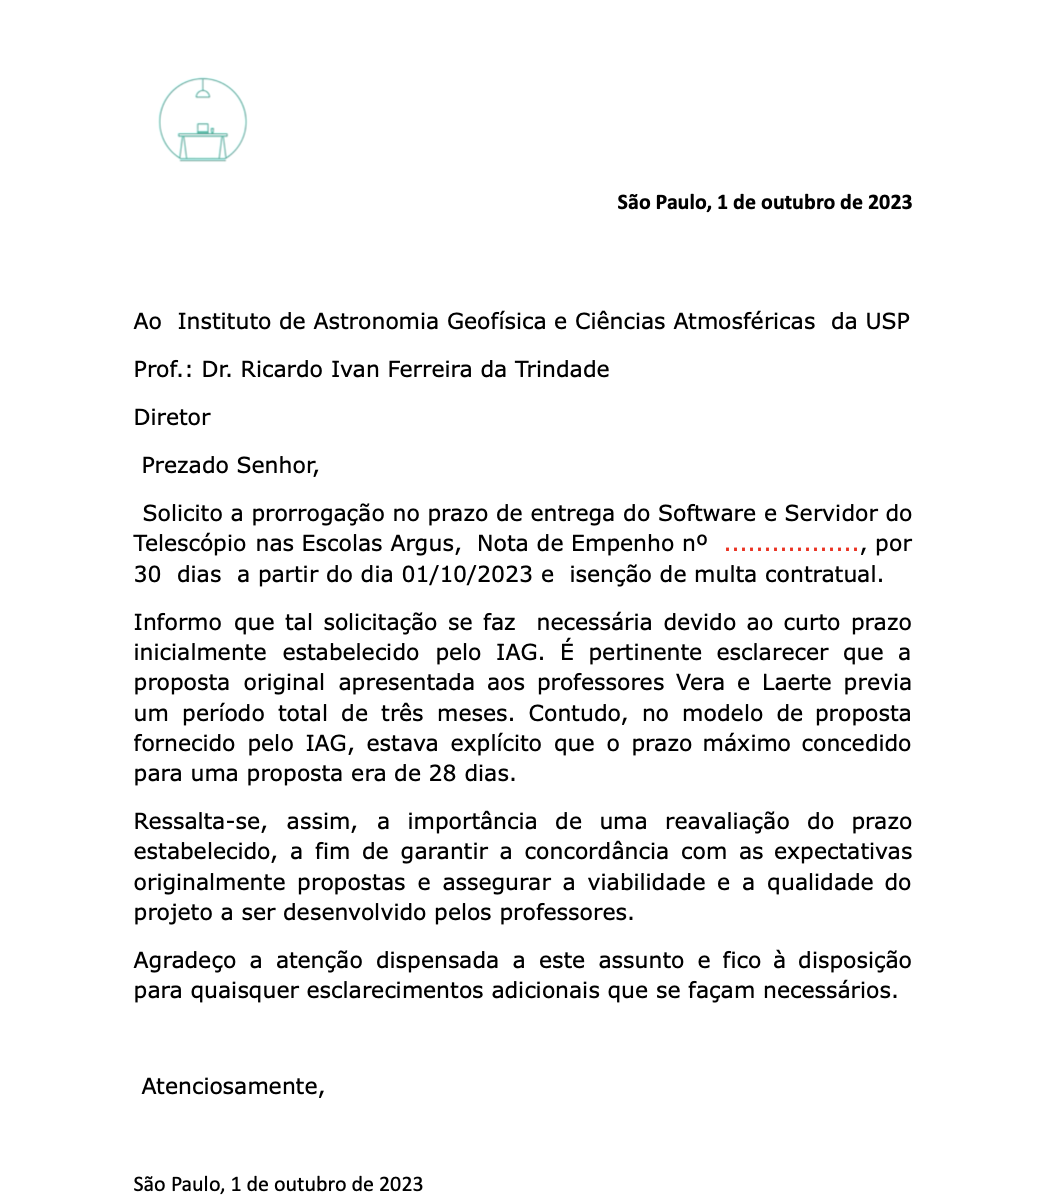 São Paulo, 1 de outubro de 2023
Ao  Instituto de Astronomia Geofísica e Ciências Atmosféricas  da USP
Prof.: Dr. Ricardo Ivan Ferreira da Trindade
Diretor
Prezado Senhor,
Solicito a prorrogação no prazo de entrega do Software e Servidor do
Telescópio nas Escolas Argus,  Nota de Empenho nº  ................., por
30  dias  a partir do dia 01/10/2023 e  isenção de multa contratual.
Informo que tal solicitação se faz  necessária devido ao curto prazo
inicialmente estabelecido pelo IAG. É pertinente esclarecer que a
proposta original apresentada aos professores Vera e Laerte previa
um período total de três meses. Contudo, no modelo de proposta
fornecido pelo IAG, estava explícito que o prazo máximo concedido
para uma proposta era de 28 dias.
Ressalta-se, assim, a importância de uma reavaliação do prazo
estabelecido, a fim de garantir a concordância com as expectativas
originalmente propostas e assegurar a viabilidade e a qualidade do
projeto a ser desenvolvido pelos professores.
Agradeço a atenção dispensada a este assunto e fico à disposição
para quaisquer esclarecimentos adicionais que se façam necessários.
Atenciosamente,
São Paulo, 1 de outubro de 2023